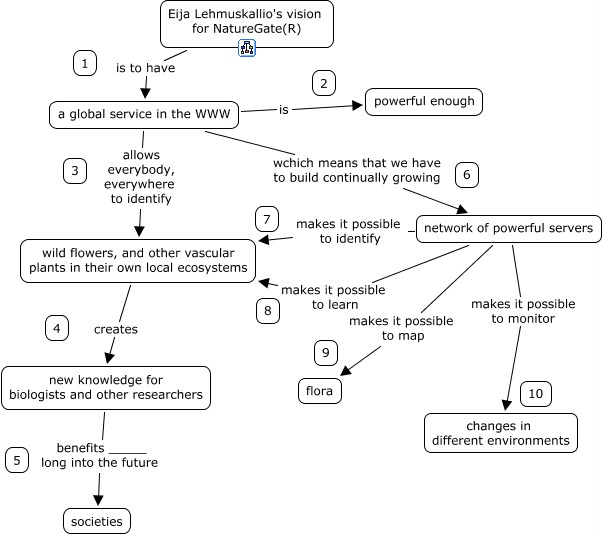 Eija Lehmuskallio's vision
for NatureGate(R)
1
is to have
2
a global service in the WWW
is
powerful enough
3
allows
everybody,
everywhere
to identify
wchich means that we have
to build continually growing
6
7
makes it possible
to identify
network of powerful servers
wild flowers, and other vascular
plants in their own local ecosystems
8
makes it possible
to learn
makes it possible
to map
makes it possible
to monitor
4
creates
9
10
new knowledge for
biologists and other researchers
flora
changes in
different environments
5
benefits ______
long into the future
societies